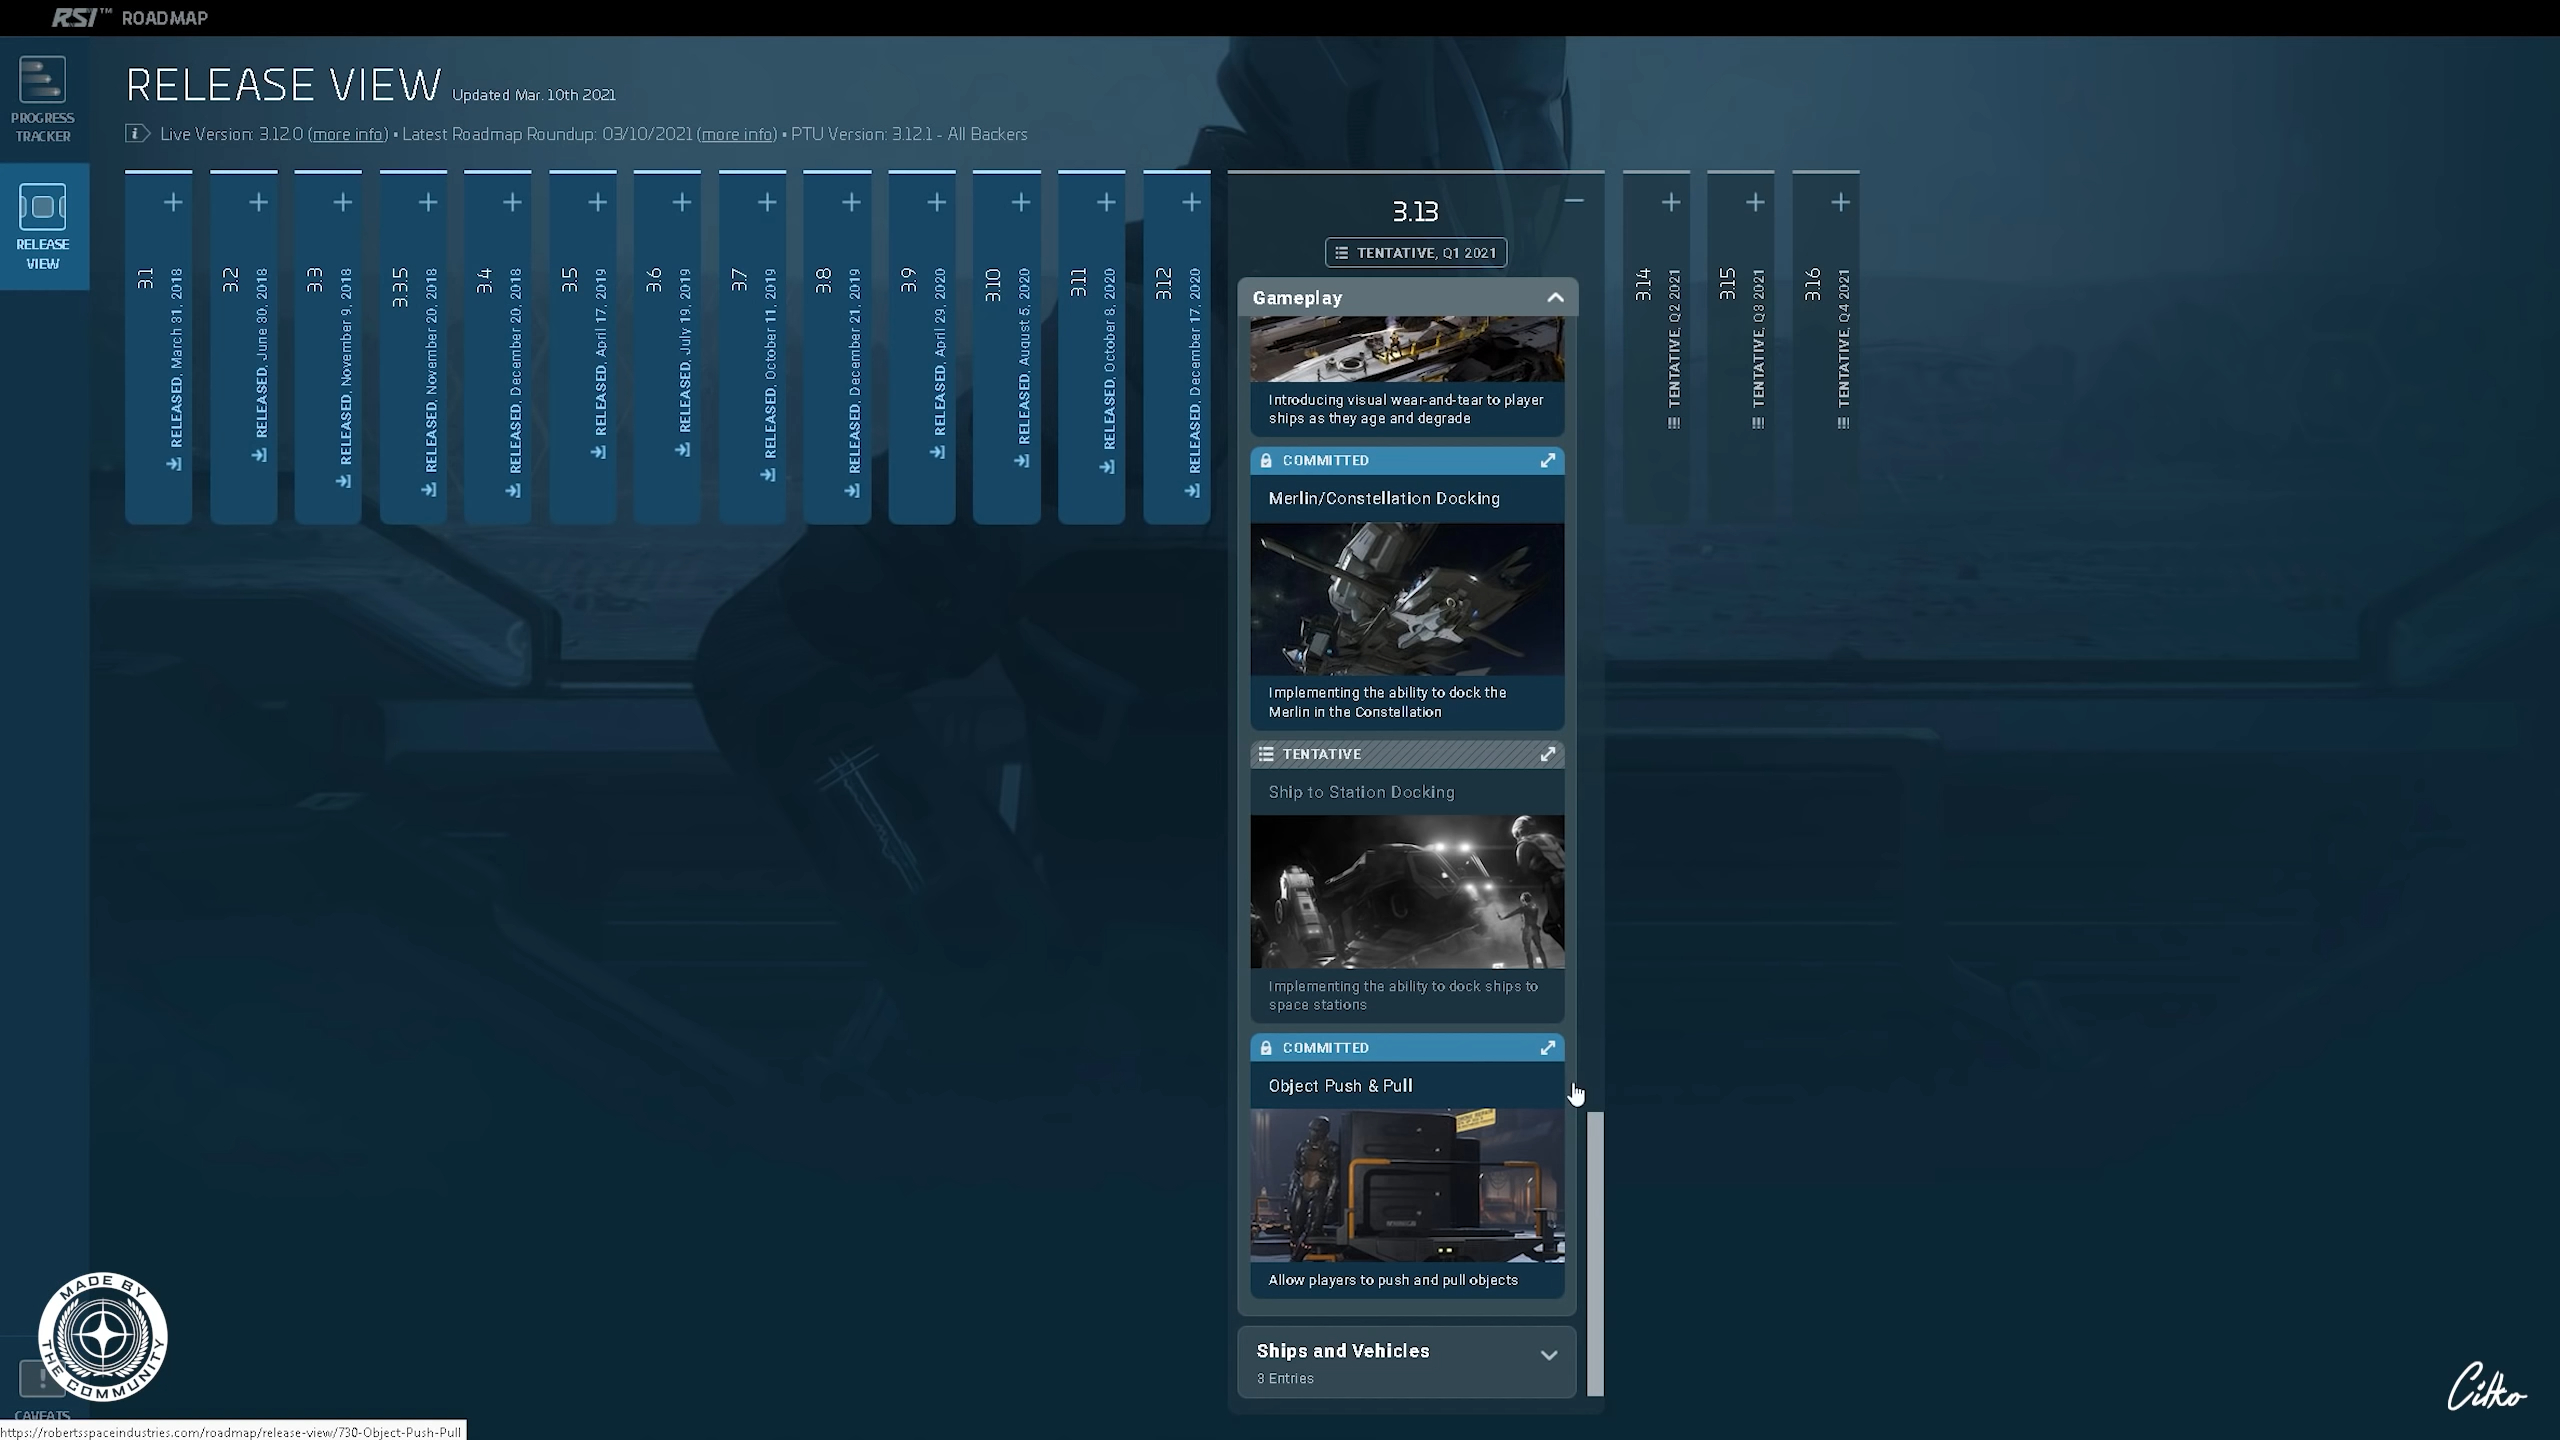 RSI™ ROADMAP
PROGRESS
TRACKER
RELEASE
VIEW
RELEASE VIEW Updated Mar. 10th 2021
Live Version: 3.12.0 (more info) • Latest Roadmap Roundup: 03/10/2021 (more info) • PTU Version: 3.12.1 - All Backers
3.1
RELEASED, March 31, 2018
3.2
RELEASED, June 30, 2018
3.3
RELEASED, November 9, 2018
3.3.5
RELEASED, November 20, 2018
3.4
RELEASED, December 20, 2018
3.5
RELEASED, April 17, 2019
3.6
RELEASED, July 19, 2019
3.7
RELEASED, October 11, 2019
3.8
RELEASED, December 21, 2019
3.9
RELEASED, April 29, 2020
3.10
RELEASED, August 5, 2020
3.11
RELEASED, October 8, 2020
3.12
RELEASED, December 17, 2020
3.13
TENTATIVE, Q1 2021
Gameplay
Introducing visual wear-and-tear to player
ships as they age and degrade
COMMITTED
Merlin/Constellation Docking
Implementing the ability to dock the
Merlin in the Constellation
TENTATIVE
Ship to Station Docking
Implementing the ability to dock ships to
space stations
COMMITTED
Object Push & Pull
Allow players to push and pull objects
Ships and Vehicles
3 Entries
3.14
TENTATIVE, Q2 2021
3.15
TENTATIVE, Q3 2021
3.16
TENTATIVE, Q4 2021
MADE BY
THE COMMUNITY
CAVEATS
https://robertsspaceindustries.com/roadmap/release-view/730-Object-Push-Pull